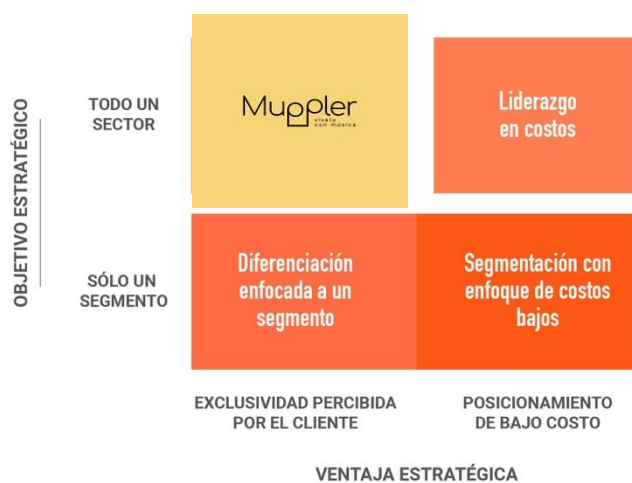 OBJETIVO ESTRATÉGICO
TODO UN
SECTOR
Muppler
vívelo
con música
Liderazgo
en costos
SÓLO UN
SEGMENTO
Diferenciación
enfocada a un
segmento
Segmentación con
enfoque de costos
bajos
EXCLUSIVIDAD PERCIBIDA
POR EL CLIENTE
POSICIONAMIENTO
DE BAJO COSTO
VENTAJA ESTRATÉGICA